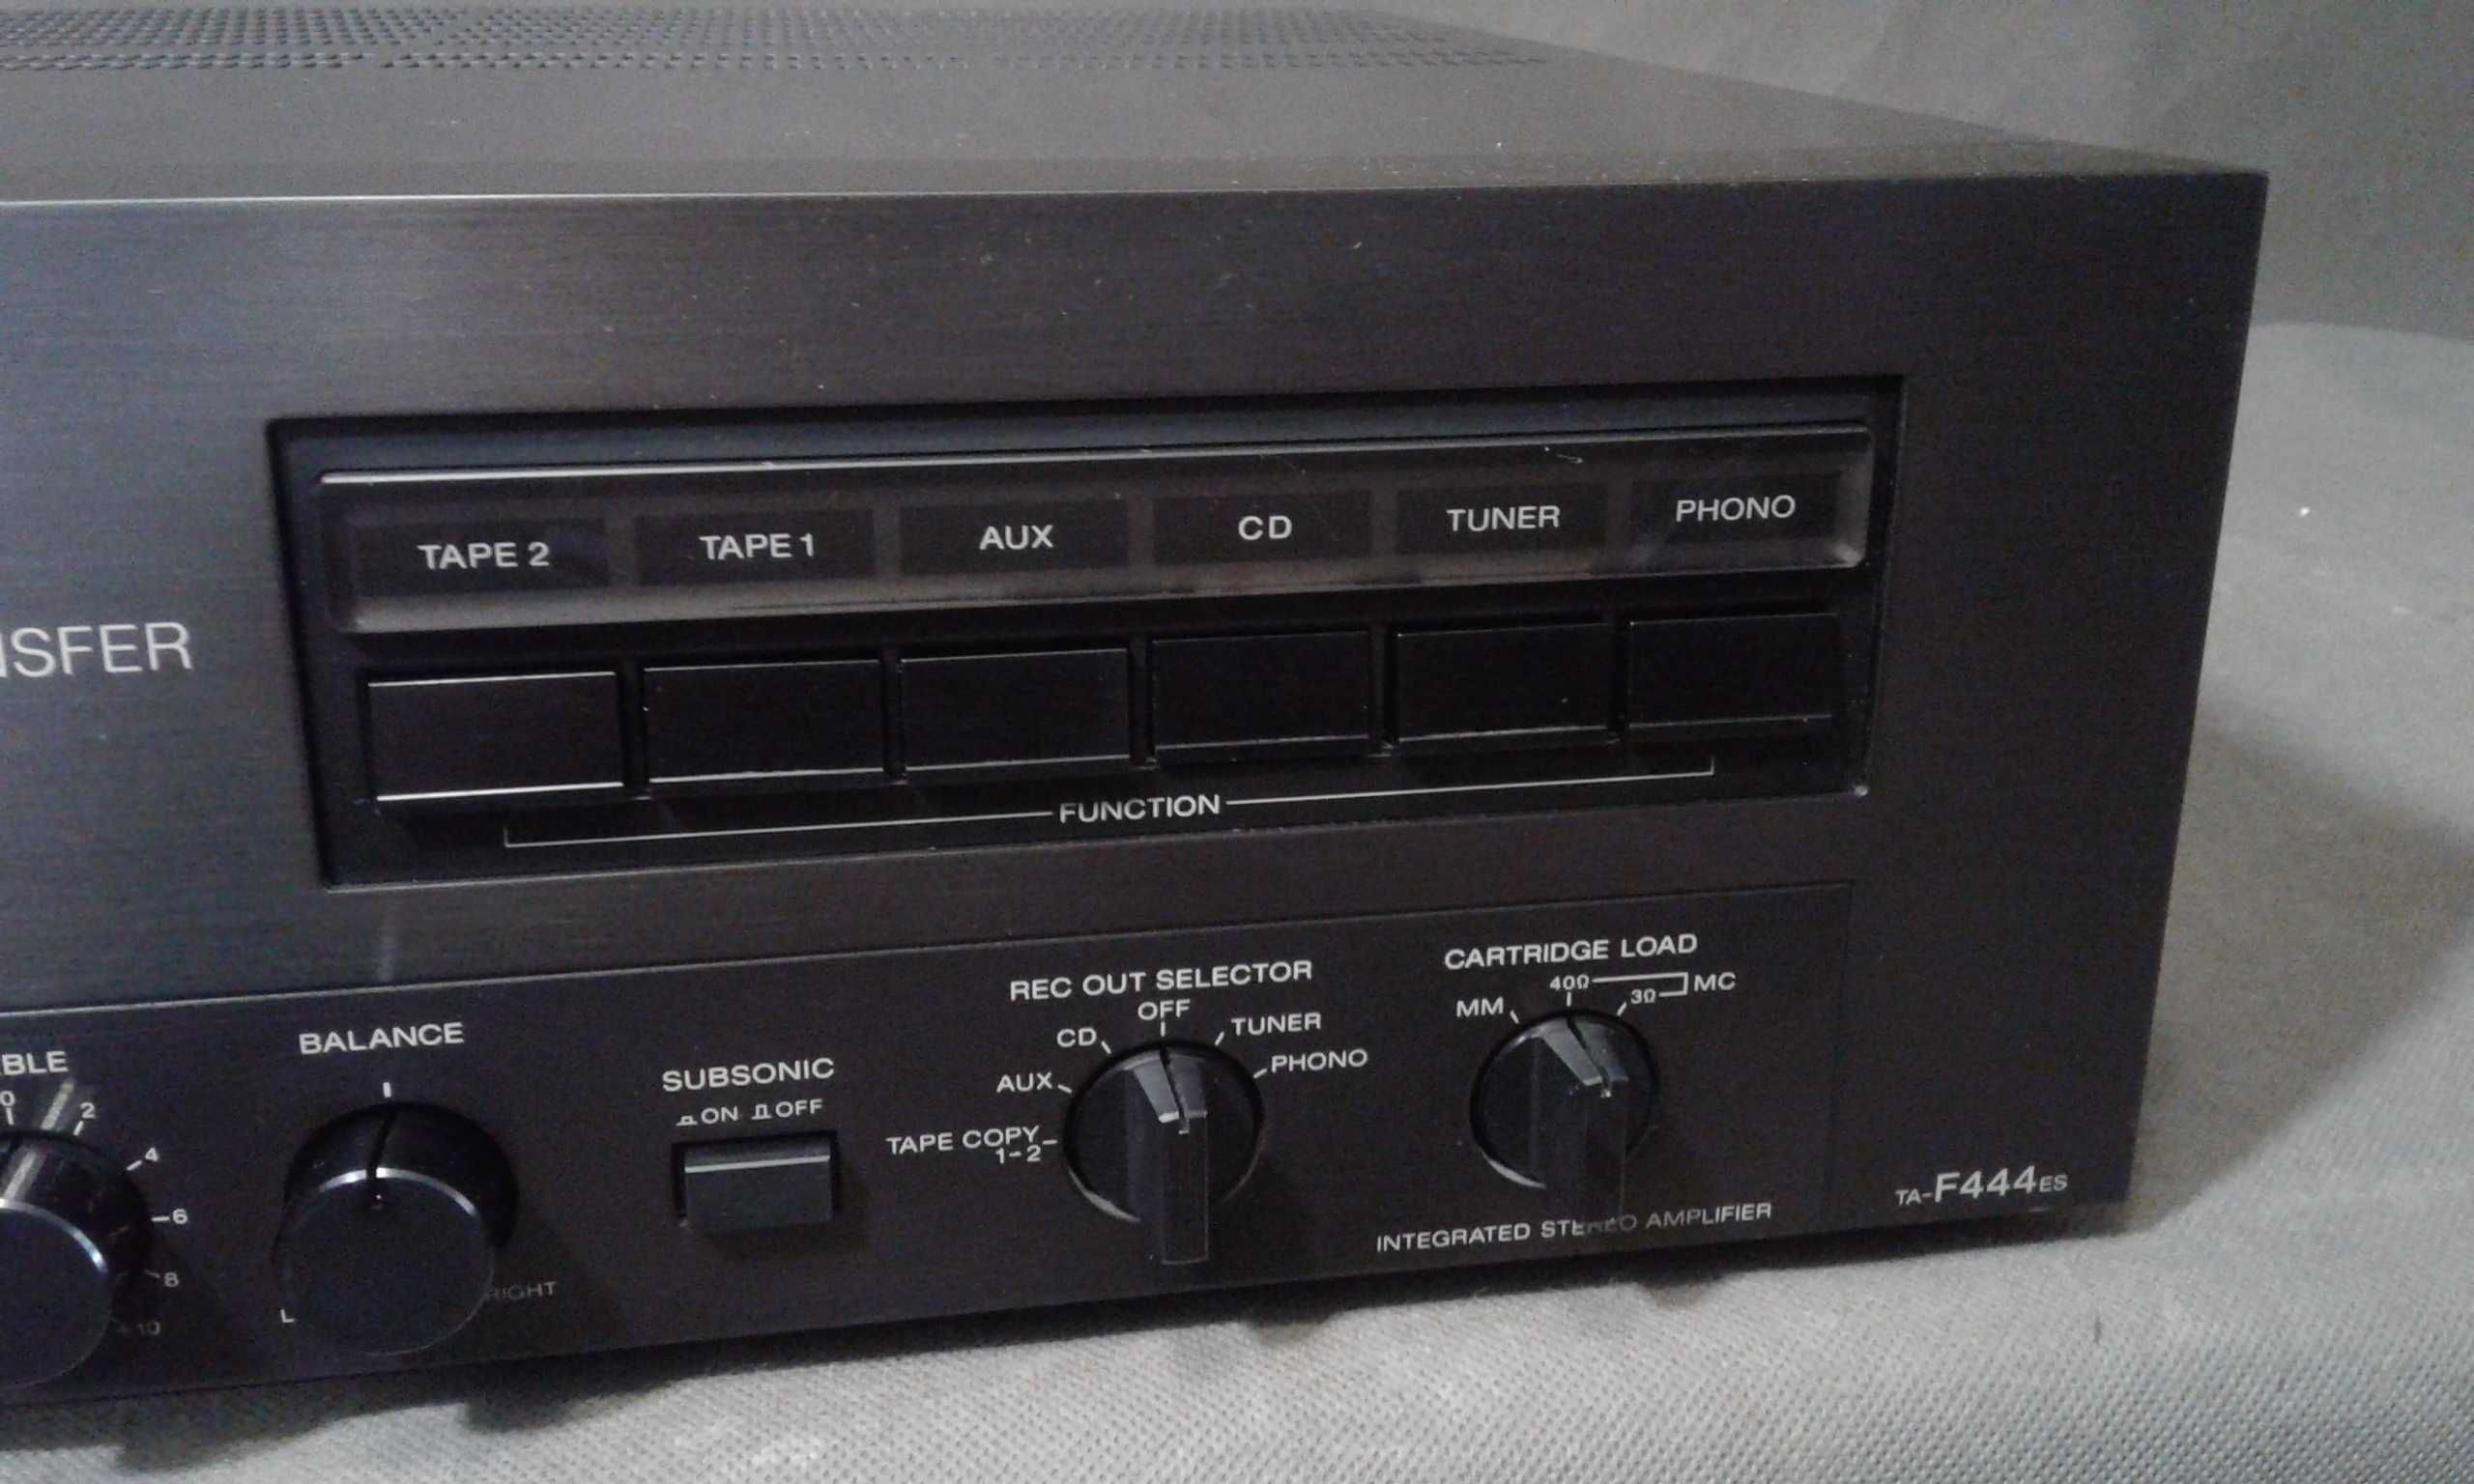 TAPE 2 TAPE 1 AUX CD TUNER PHONO
NSFER
FUNCTION
BLE
0 2 4 6 8 10
BALANCE
L RIGHT
SUBSONIC
ON OFF
REC OUT SELECTOR
OFF
CD TUNER
AUX PHONO
TAPE COPY
1-2
CARTRIDGE LOAD
40Ω MC
MM 3Ω
INTEGRATED STEREO AMPLIFIER
TA-F444ES